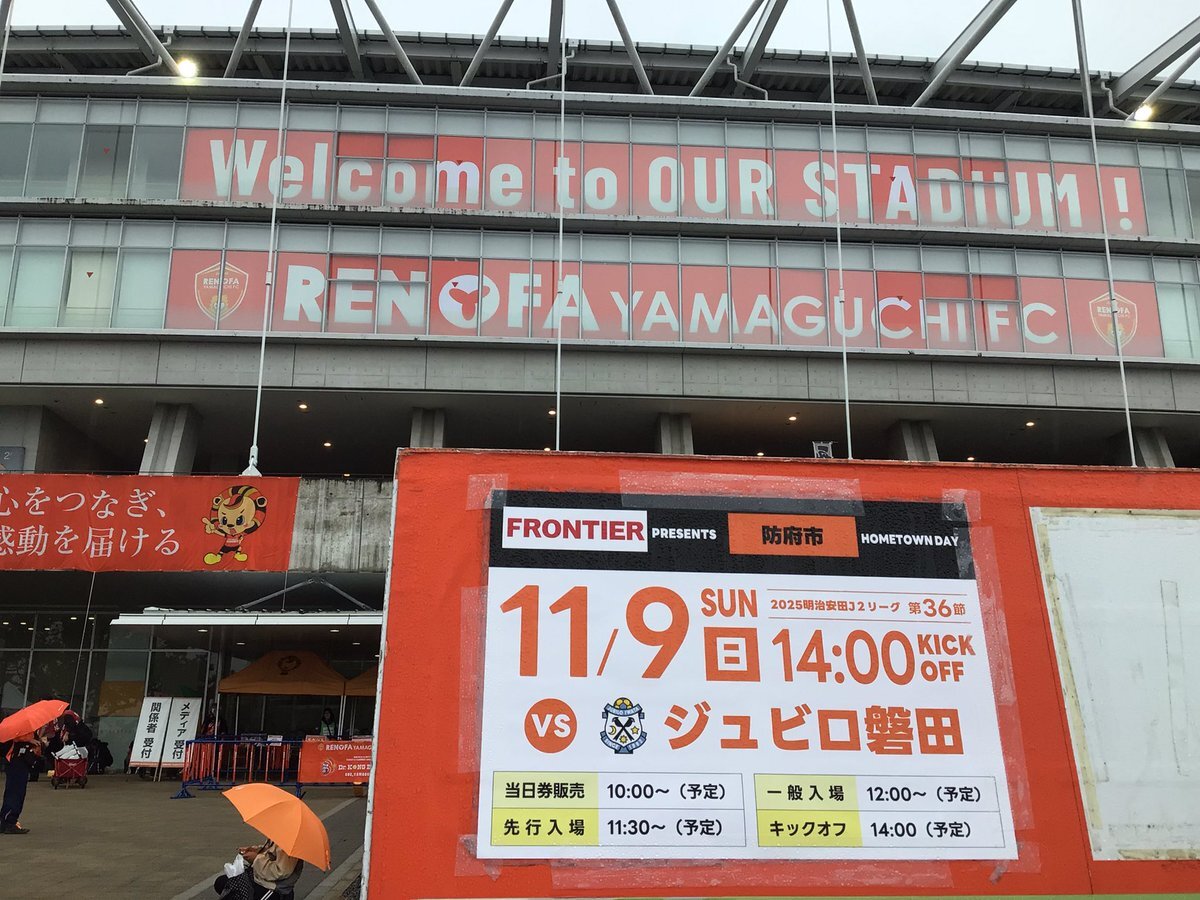 Welcome to OUR STADIUM !
RENOFA YAMAGUCHI FC
RENOFA
YAMAGUCHI FC
心をつなぎ、
感動を届ける
FRONTIER PRESENTS 防府市 HOMETOWN DAY
11/9 SUN 日
2025明治安田J2リーグ 第36節
14:00 KICK OFF
VS ジュビロ磐田
当日券販売 10:00～（予定）
一般入場 12:00～（予定）
先行入場 11:30～（予定）
キックオフ 14:00（予定）
関係者 受付
メディア 受付
RENOFA YAMAGUCHI